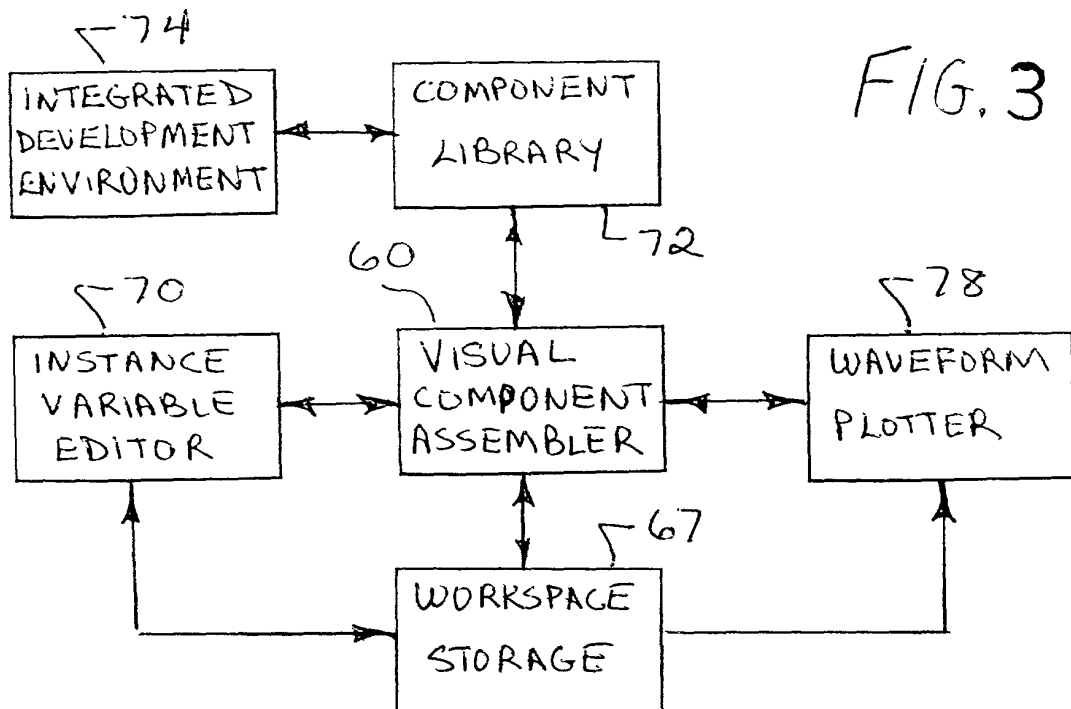 74
INTEGRATED
DEVELOPMENT
ENVIRONMENT
COMPONENT
LIBRARY
72
FIG. 3
70
INSTANCE
VARIABLE
EDITOR
60
VISUAL
COMPONENT
ASSEMBLER
78
WAVEFORM
PLOTTER
67
WORKSPACE
STORAGE